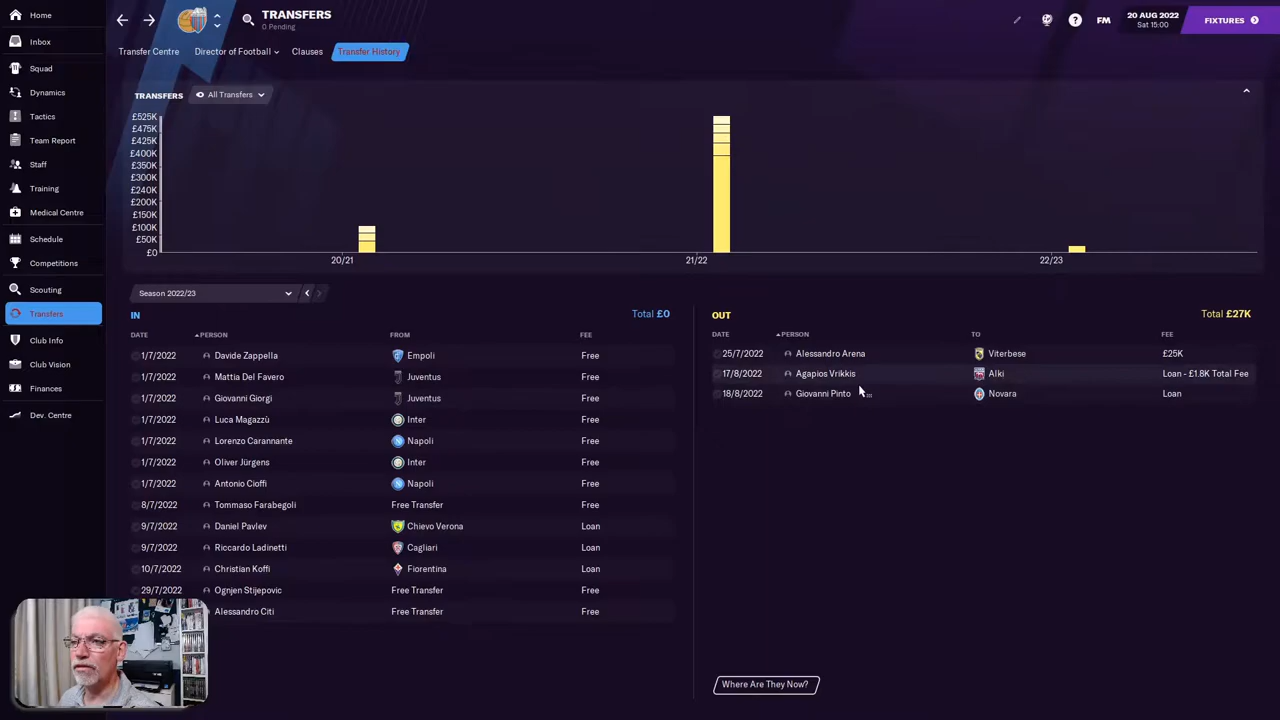 Home
Inbox
Squad
Dynamics
Tactics
Team Report
Staff
Training
Medical Centre
Schedule
Competitions
Scouting
Transfers
Club Info
Club Vision
Finances
Dev. Centre
TRANSFERS
0 Pending
FM
20 AUG 2022
Sat 15:00
FIXTURES
Transfer Centre
Director of Football
Clauses
Transfer History
TRANSFERS
All Transfers
£525K
£475K
£425K
£400K
£350K
£300K
£240K
£200K
£150K
£100K
£50K
£0
20/21
21/22
22/23
Season 2022/23
IN
Total £0
DATE PERSON FROM FEE
1/7/2022 Davide Zappella Empoli Free
1/7/2022 Mattia Del Favero Juventus Free
1/7/2022 Giovanni Giorgi Juventus Free
1/7/2022 Luca Magazzù Inter Free
1/7/2022 Lorenzo Carannante Napoli Free
1/7/2022 Oliver Jürgens Inter Free
1/7/2022 Antonio Cioffi Napoli Free
8/7/2022 Tommaso Farabegoli Free Transfer Free
9/7/2022 Daniel Pavlev Chievo Verona Loan
9/7/2022 Riccardo Ladinetti Cagliari Loan
10/7/2022 Christian Koffi Fiorentina Loan
29/7/2022 Ognjen Stijepovic Free Transfer Free
Alessandro Citi Free Transfer Free
OUT
Total £27K
DATE PERSON TO FEE
25/7/2022 Alessandro Arena Viterbese £25K
17/8/2022 Agapios Vrikkis Alki Loan - £1.8K Total Fee
18/8/2022 Giovanni Pinto Novara Loan
Where Are They Now?